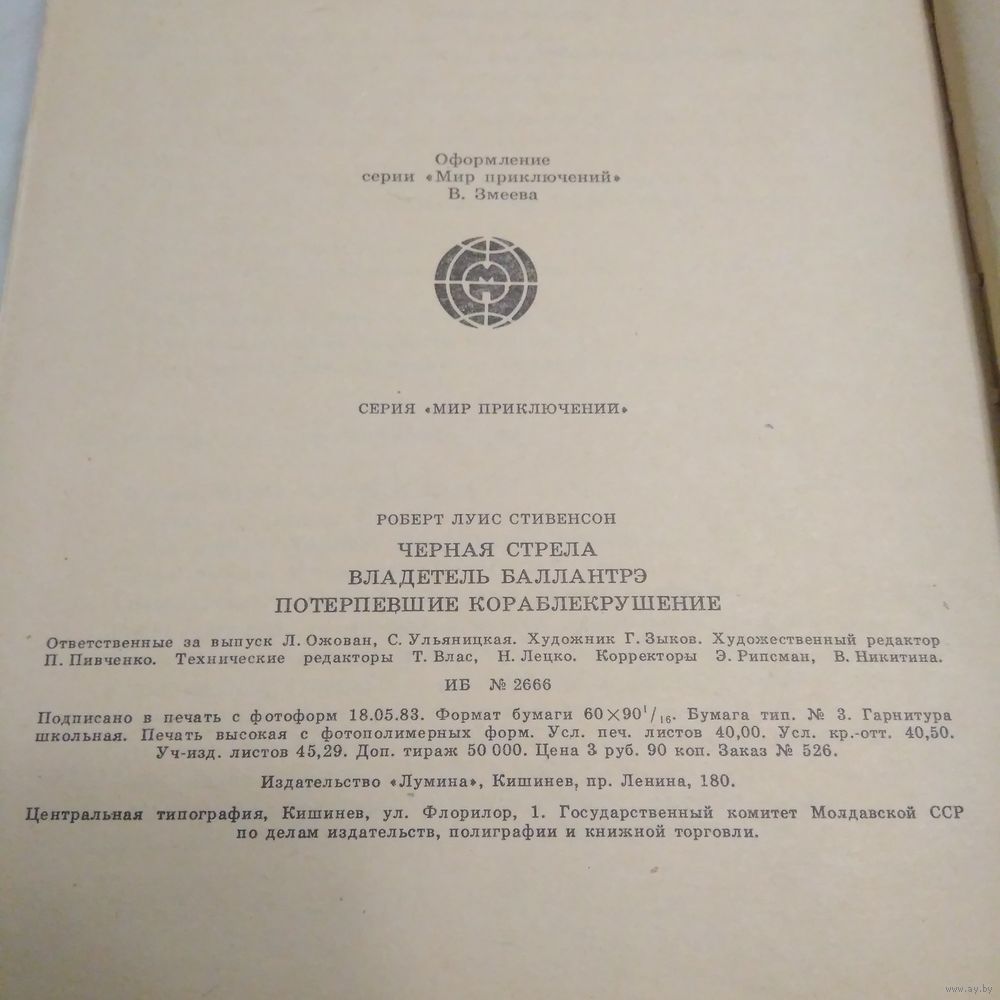 Оформление
серии «Мир приключений»
В. Змеева
М
СЕРИЯ «МИР ПРИКЛЮЧЕНИЙ»
РОБЕРТ ЛУИС СТИВЕНСОН
ЧЕРНАЯ СТРЕЛА
ВЛАДЕТЕЛЬ БАЛЛАНТРЭ
ПОТЕРПЕВШИЕ КОРАБЛЕКРУШЕНИЕ
Ответственные за выпуск Л. Ожован, С. Ульяницкая. Художник Г. Зыков. Художественный редактор
П. Пивченко. Технические редакторы Т. Влас, Н. Лецко. Корректоры Э. Рипсман, В. Никитина.
ИБ № 2666
Подписано в печать с фотоформ 18.05.83. Формат бумаги 60×90¹/₁₆. Бумага тип. № 3. Гарнитура
школьная. Печать высокая с фотополимерных форм. Усл. печ. листов 40,00. Усл. кр.-отт. 40,50.
Уч-изд. листов 45,29. Доп. тираж 50 000. Цена 3 руб. 90 коп. Заказ № 526.
Издательство «Лумина», Кишинев, пр. Ленина, 180.
Центральная типография, Кишинев, ул. Флорилор, 1. Государственный комитет Молдавской ССР
по делам издательств, полиграфии и книжной торговли.
www.ay.by